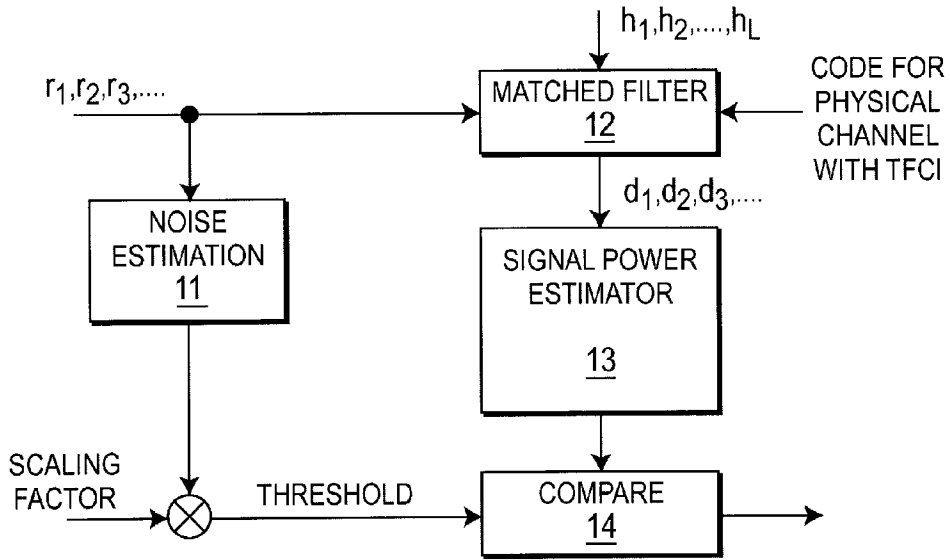 h1,h2,....,hL
r1,r2,r3,....
MATCHED FILTER
12
CODE FOR
PHYSICAL
CHANNEL
WITH TFCI
d1,d2,d3,....
NOISE
ESTIMATION
11
SIGNAL POWER
ESTIMATOR
13
SCALING
FACTOR
THRESHOLD
COMPARE
14